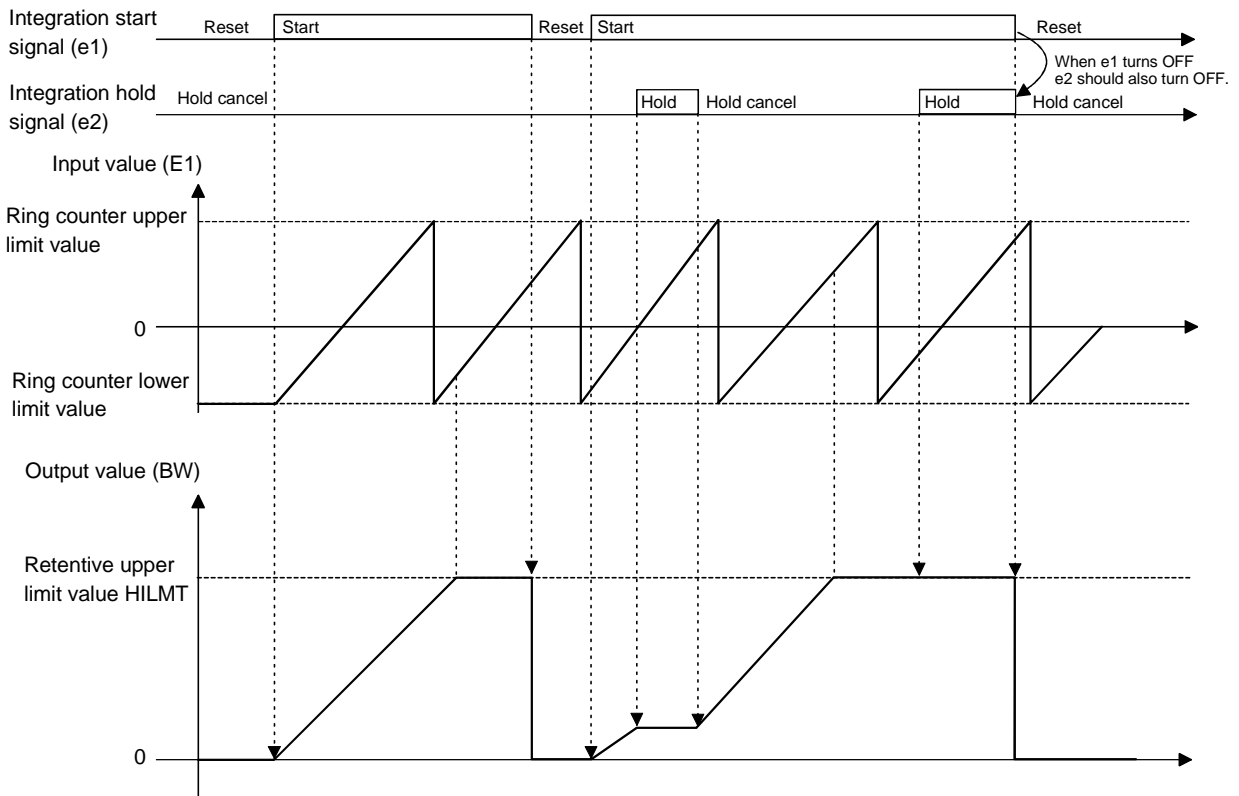 Integration start
signal (e1)
Reset
Start
Reset
Start
Reset
When e1 turns OFF
e2 should also turn OFF.
Integration hold
signal (e2)
Hold cancel
Hold
Hold cancel
Hold
Hold cancel
Input value (E1)
Ring counter upper
limit value
0
Ring counter lower
limit value
Output value (BW)
Retentive upper
limit value HILMT
0